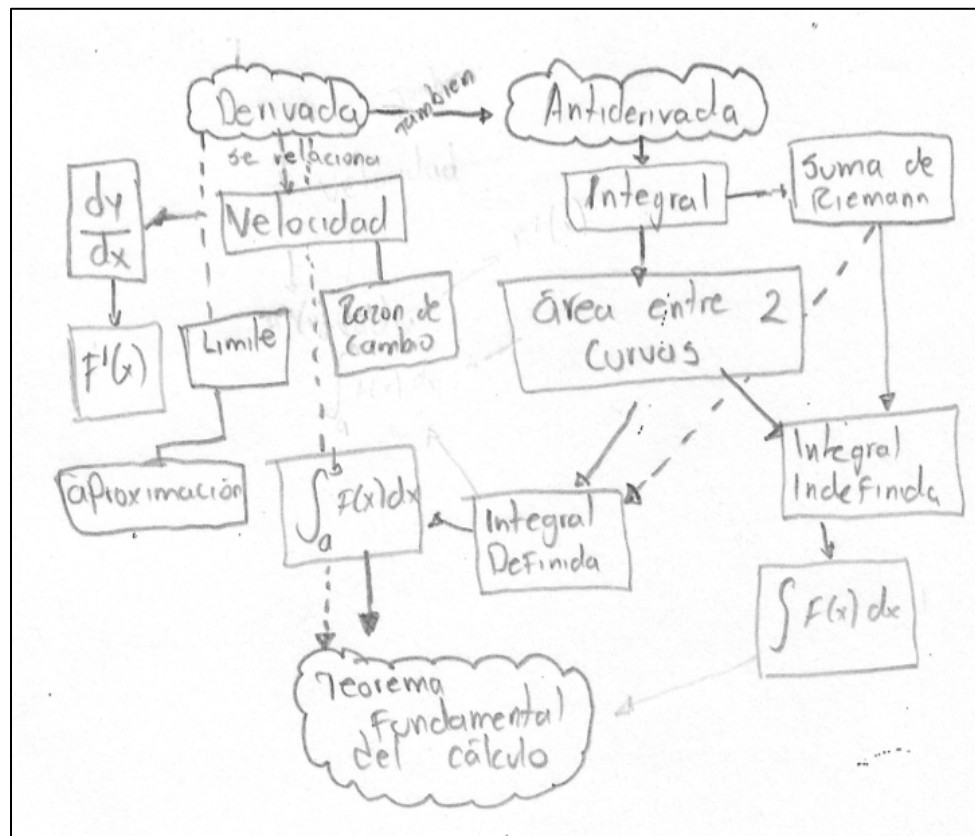 Derivada
también
Antiderivada
se relaciona
Integral
Suma de
Riemann
dy
dx
Velocidad
área entre 2
Curvas
Razon de
Cambio
Limite
F'(x)
aproximación
∫ab F(x)dx
Integral
Definida
Integral
Indefinida
∫ F(x) dx
Teorema
Fundamental
del cálculo